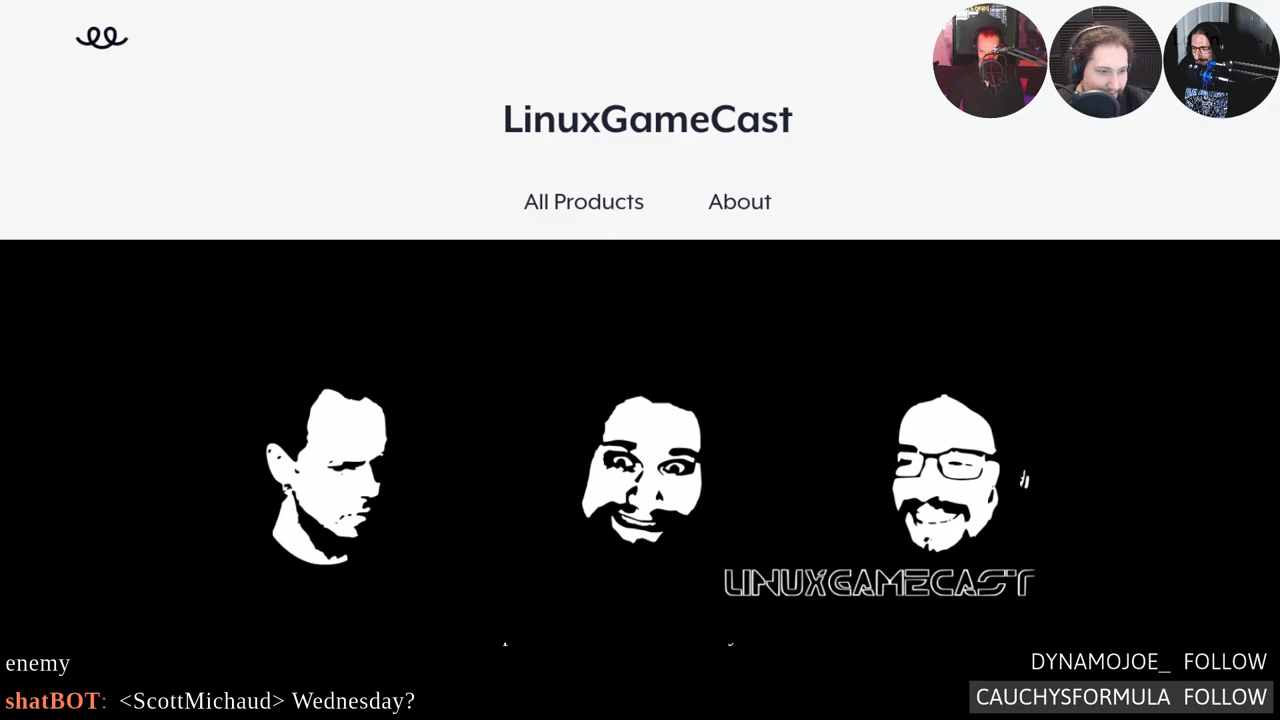 LinuxGameCast
All Products About
LINUXGAMECAST
enemy
shatBOT: <ScottMichaud> Wednesday?
DYNAMOJOE_ FOLLOW
CAUCHYSFORMULA FOLLOW